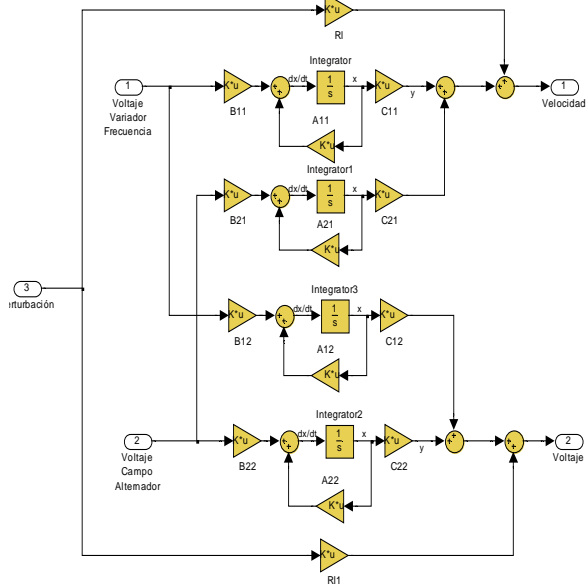 K*u
RI
1
Voltaje
Variador
Frecuencia
K*u
B11
dx/dt
Integrator
1
s
x
K*u
C11
y
A11
K*u
1
Velocidad
K*u
B21
dx/dt
Integrator1
1
s
x
K*u
C21
A21
K*u
3
erturbación
K*u
B12
dx/dt
Integrator3
1
s
x
K*u
C12
A12
K*u
2
Voltaje
Campo
Alternador
K*u
B22
dx/dt
Integrator2
1
s
x
K*u
C22
y
A22
K*u
2
Voltaje
K*u
RI1